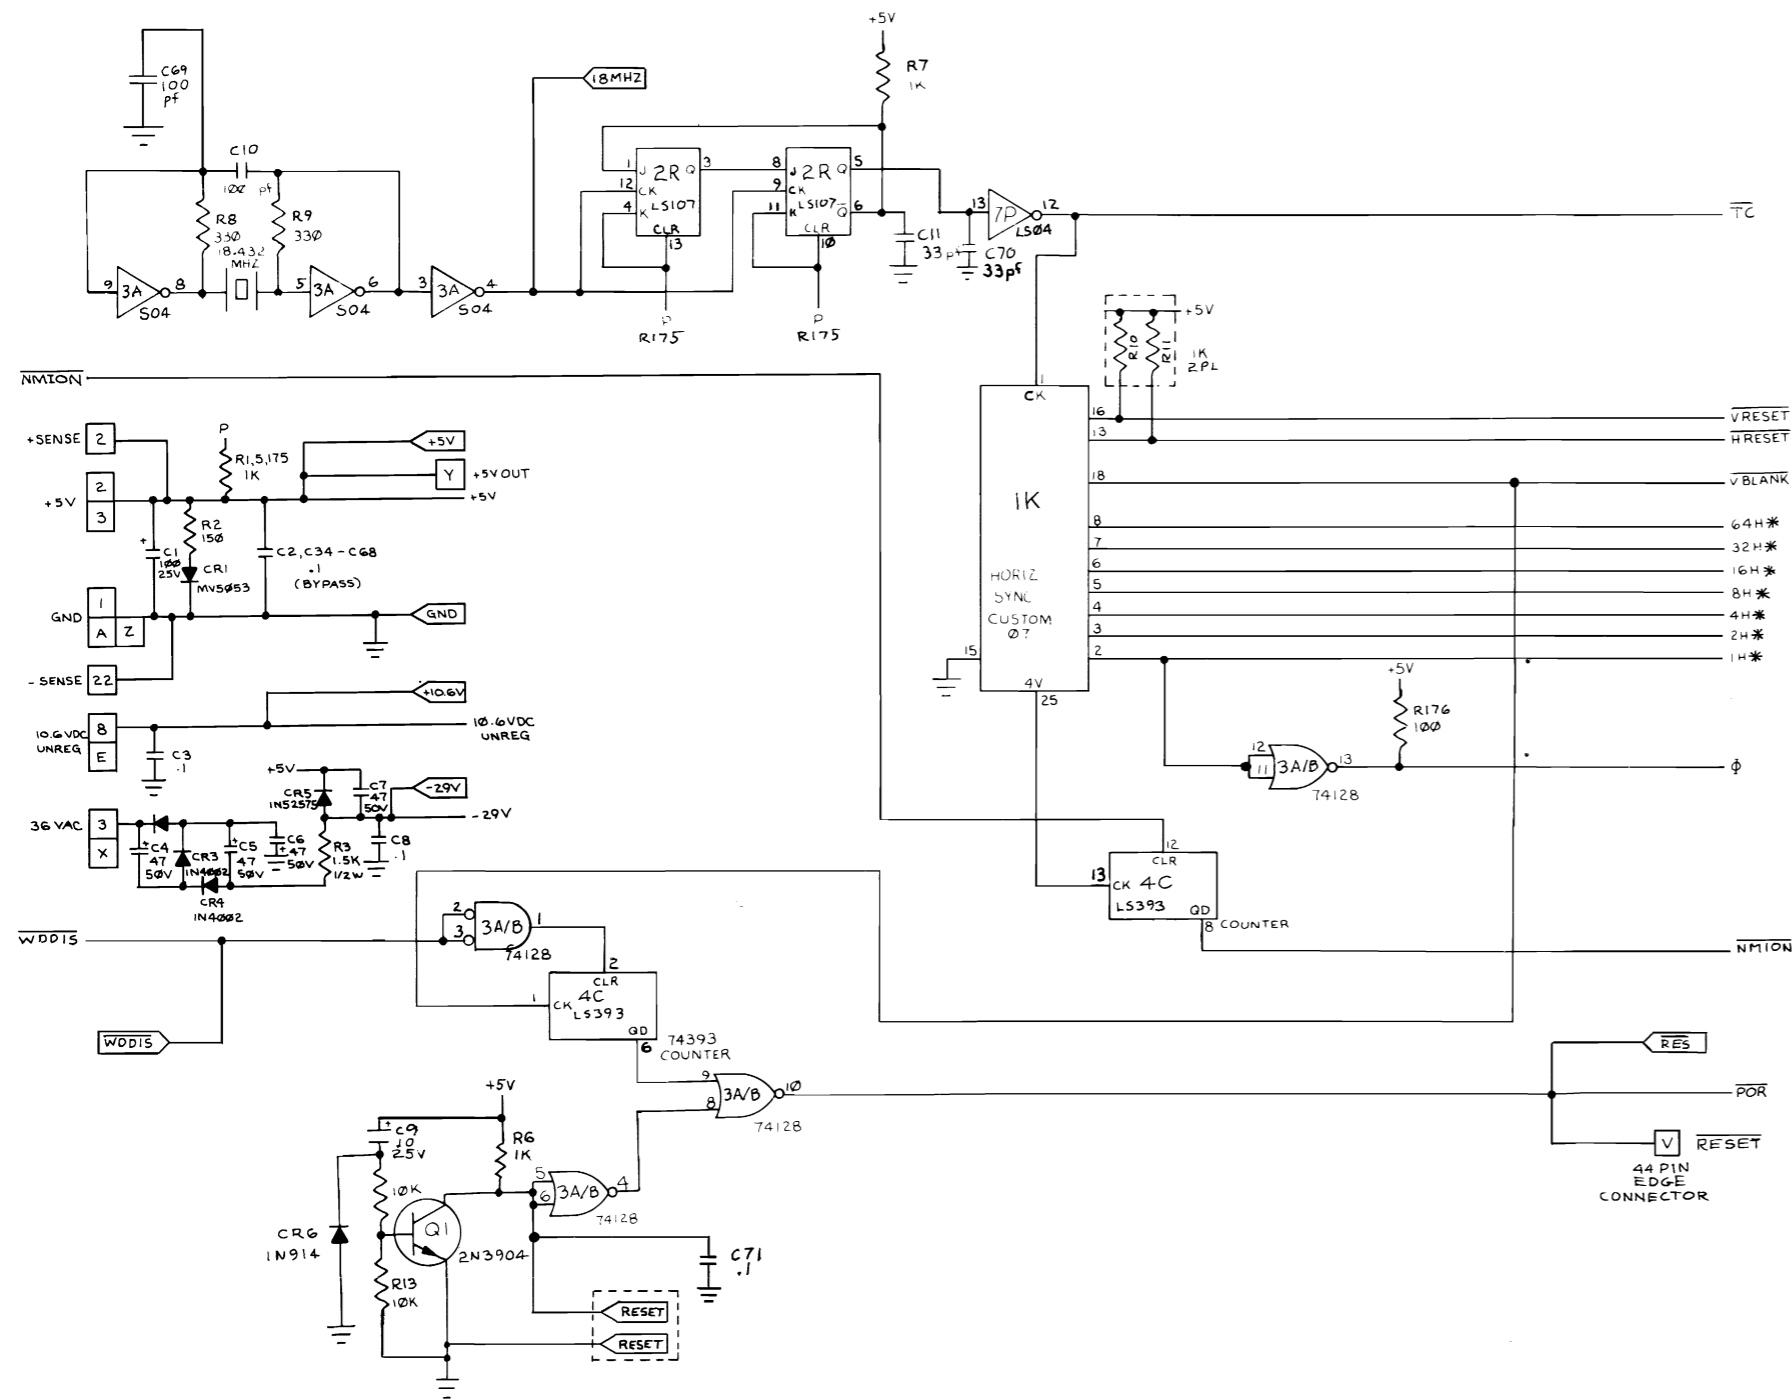 +5V
R7
1K
C69
100
pf
18MHZ
C10
100 pf
R8
330
R9
330
18.432
MHZ
9 3A 8
S04
5 3A 6
S04
3 3A 4
S04
1 J 2R Q 3
12 CK
LS107
4 K
CLR
13
P
R175
8 J 2R Q 5
9 CK
LS107
11 K Q 6
CLR
10
P
R175
C11
33pf
C70
33pf
13 7P 12
LS04
TC
NMION
+5V
R10
R11
1K
2PL
1
CK
1K
HORIZ
SYNC
CUSTOM
07
15
4V
25
16
VRESET
13
HRESET
18
VBLANK
8
64H*
7
32H*
6
16H*
5
8H*
4
4H*
3
2H*
2
1H*
+SENSE 2
P
R1,5,175
1K
+5V
Y +5V OUT
+5V
+5V 2
3
+ C1
100
25V
R2
150
CR1
MV5053
C2, C34-C68
.1
(BYPASS)
GND 1
A Z
GND
-SENSE 22
+10.6V
10.6VDC
UNREG
8
E
10.6VDC
UNREG
C3
.1
+5V
CR5
1N5257B
C7
47
50V
-29V
-29V
36 VAC 3
X
+ C4
47
50V
CR3
1N4002
+ C5
47
50V
C6
+ 47
50V
R3
1.5K
1/2W
C8
.1
CR4
1N4002
+5V
R176
100
12
11 3A/B 13
74128
ϕ
12
CLR
13 CK 4C
LS393
QD
8 COUNTER
NMION
WDDIS
2
3 3A/B 1
74128
2
CLR
1 CK 4C
LS393
QD
6
74393
COUNTER
WDDIS
9
8 3A/B 10
74128
RES
POR
V RESET
44 PIN
EDGE
CONNECTOR
+5V
+ C9
10
25V
R6
1K
10K
5
6 3A/B 4
74128
Q1
2N3904
CR6
1N914
R13
10K
C71
.1
RESET
RESET